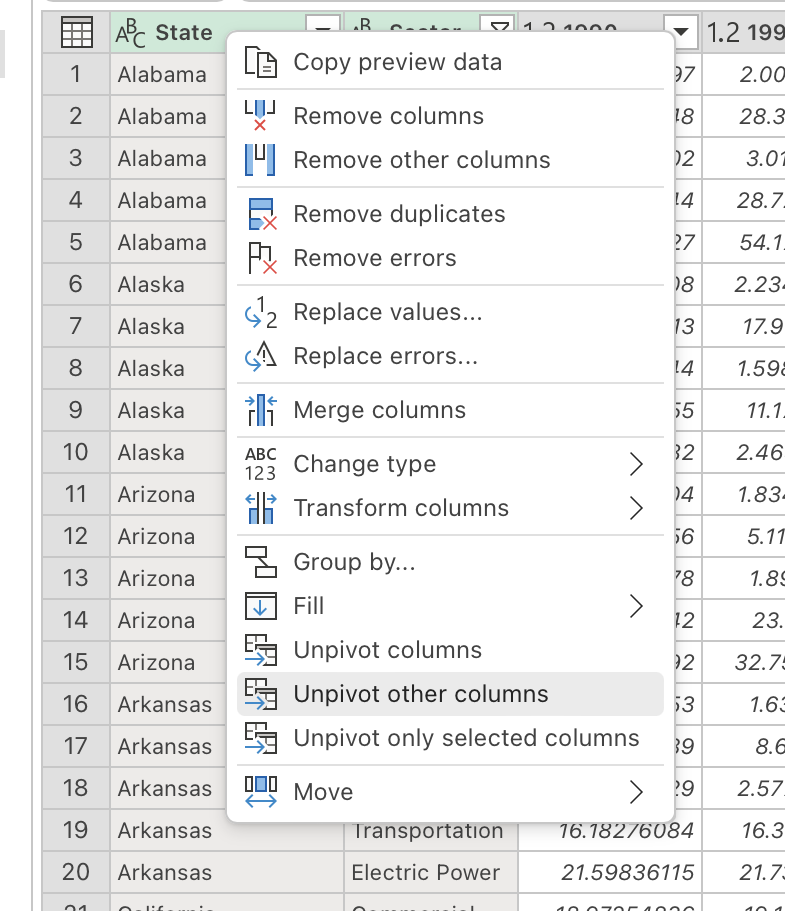 ABC State
1.2 199
Copy preview data
1 Alabama 97 2.00
Remove columns
2 Alabama 48 28.3
Remove other columns
3 Alabama 02 3.01
4 Alabama 44 28.7
Remove duplicates
5 Alabama 27 54.1
Remove errors
6 Alaska 08 2.234
Replace values...
7 Alaska 13 17.9
Replace errors...
8 Alaska 44 1.598
9 Alaska 55 11.1
Merge columns
10 Alaska 32 2.46
ABC
123 Change type
11 Arizona 04 1.834
Transform columns
12 Arizona 56 5.11
Group by...
13 Arizona 78 1.89
Fill
14 Arizona 42 23.
Unpivot columns
15 Arizona 92 32.75
Unpivot other columns
16 Arkansas 53 1.63
Unpivot only selected columns
17 Arkansas 39 8.6
18 Arkansas 29 2.57
Move
19 Arkansas Transportation 16.18276084 16.3
20 Arkansas Electric Power 21.59836115 21.73